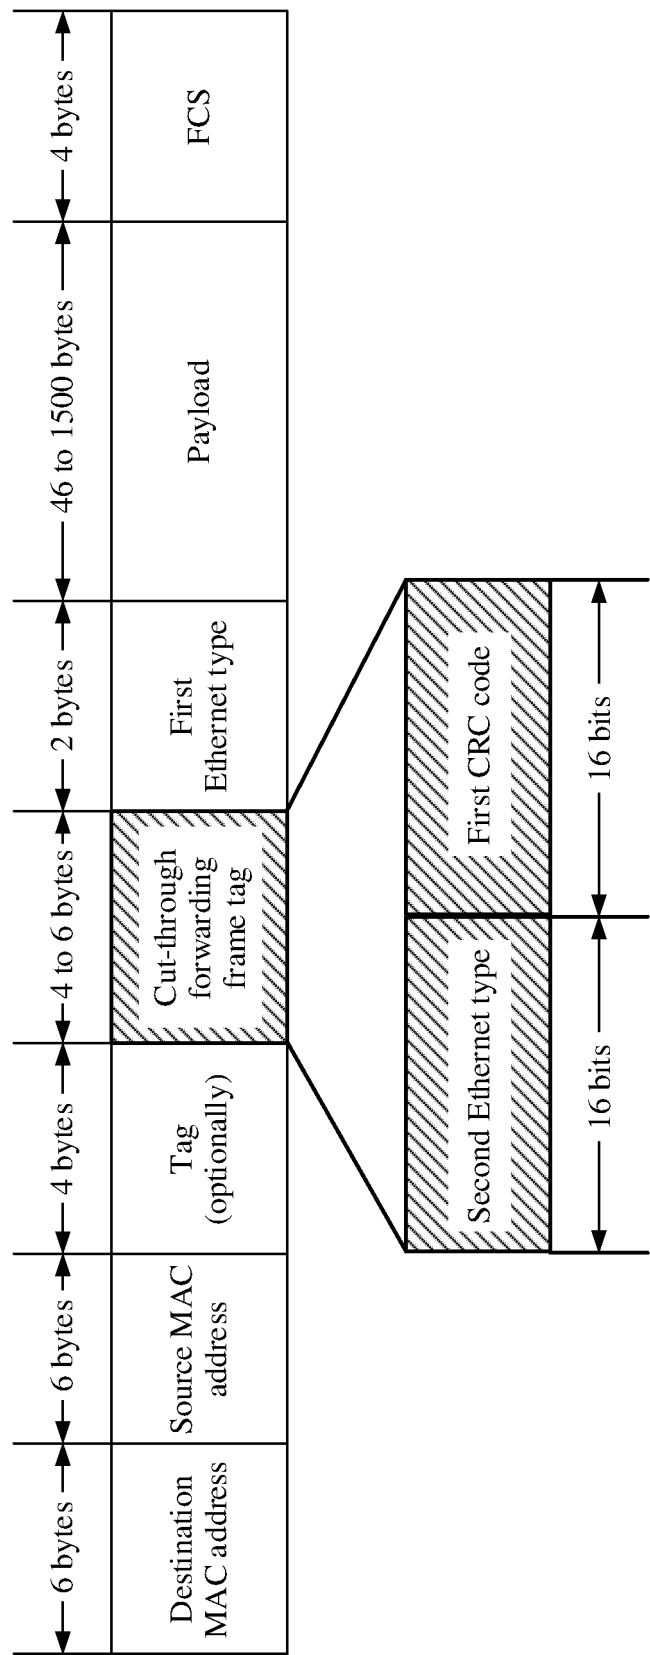 6 bytes
6 bytes
4 bytes
4 to 6 bytes
2 bytes
46 to 1500 bytes
4 bytes
Destination
MAC address
Source MAC
address
Tag
(optionally)
Cut-through
forwarding
frame tag
First
Ethernet type
Payload
FCS
Second Ethernet type
First CRC code
16 bits
16 bits